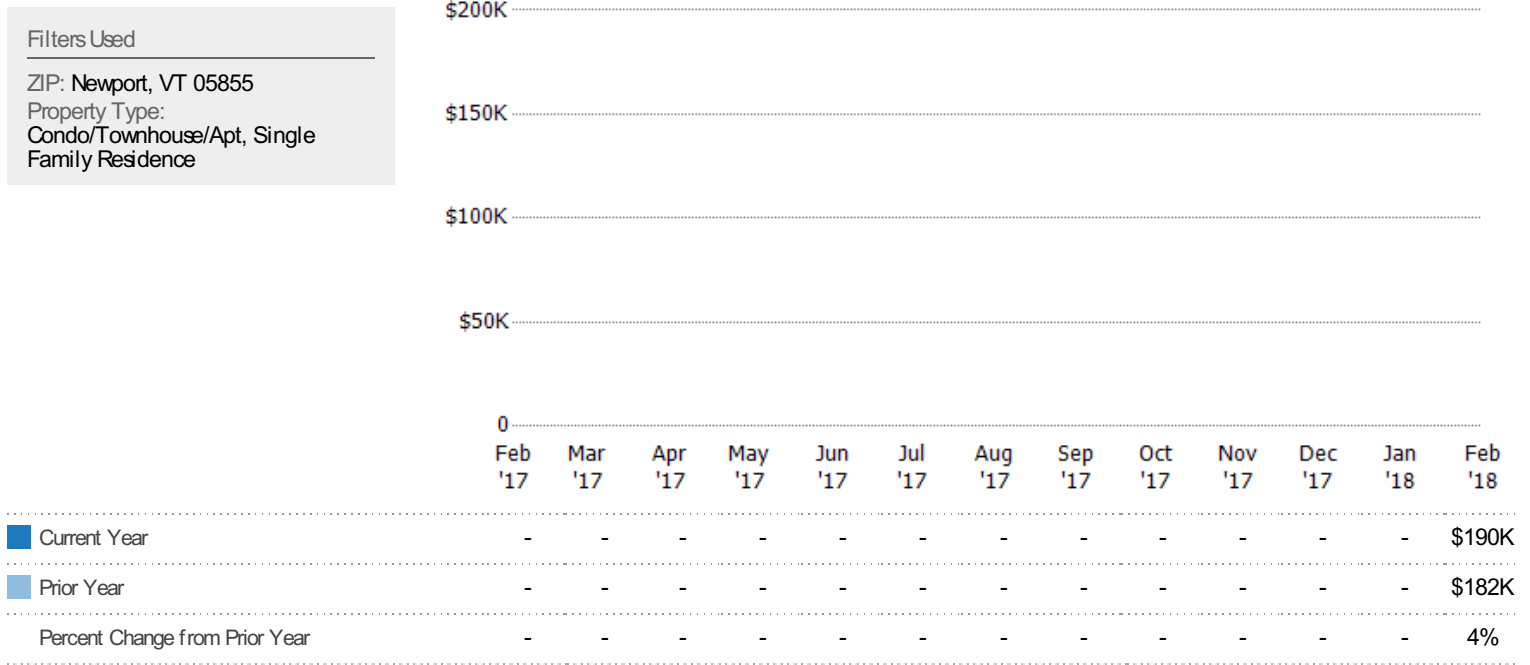 Filters Used
ZIP: Newport, VT 05855
Property Type:
Condo/Townhouse/Apt, Single
Family Residence
$200K
$150K
$100K
$50K
0
Feb Mar Apr May Jun Jul Aug Sep Oct Nov Dec Jan Feb
'17 '17 '17 '17 '17 '17 '17 '17 '17 '17 '17 '18 '18
Current Year - - - - - - - - - - - - $190K
Prior Year - - - - - - - - - - - - $182K
Percent Change from Prior Year - - - - - - - - - - - - 4%